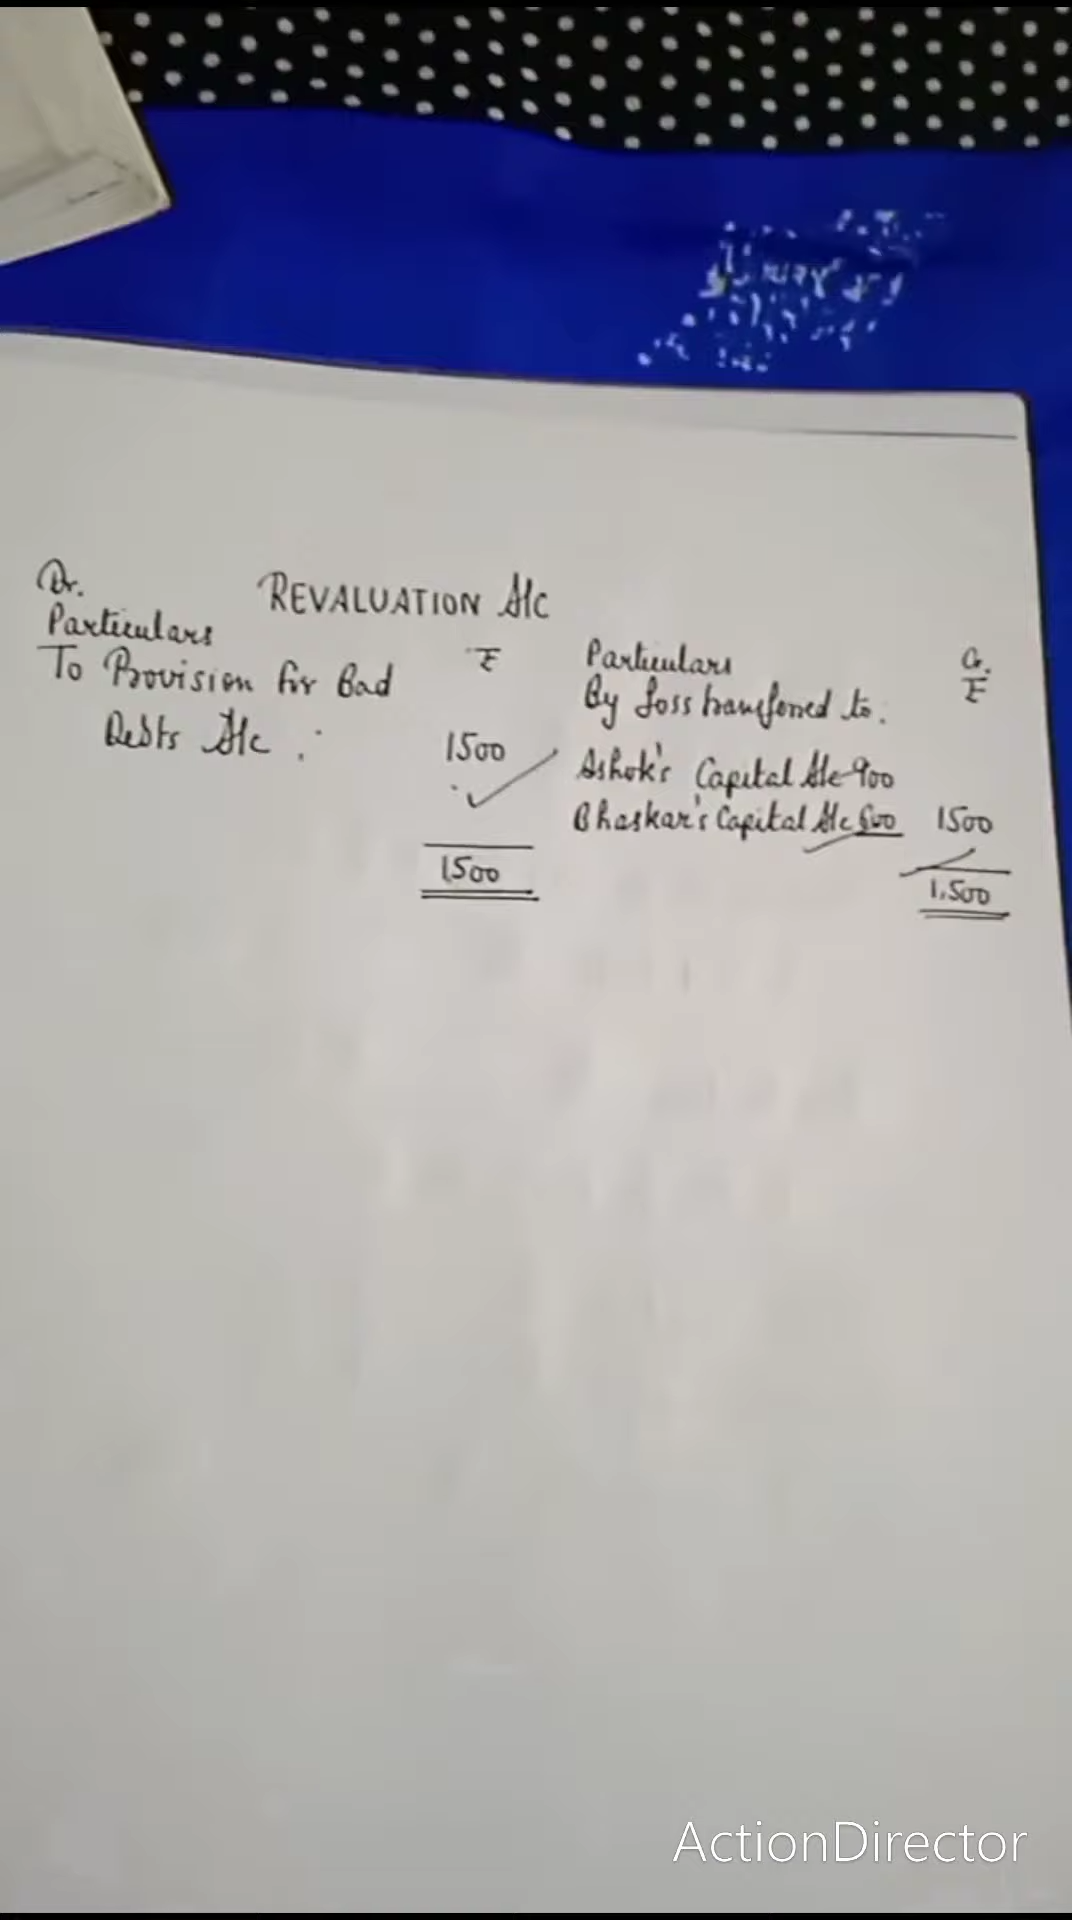 Dr.
REVALUATION A/c
Cr.
Particulars ₹
Particulars ₹
To Provision for Bad
Debts A/c. 1500
1500
By Loss transferred to:
Ashok's Capital A/c 900
Bhaskar's Capital A/c 600 1500
1,500
ActionDirector